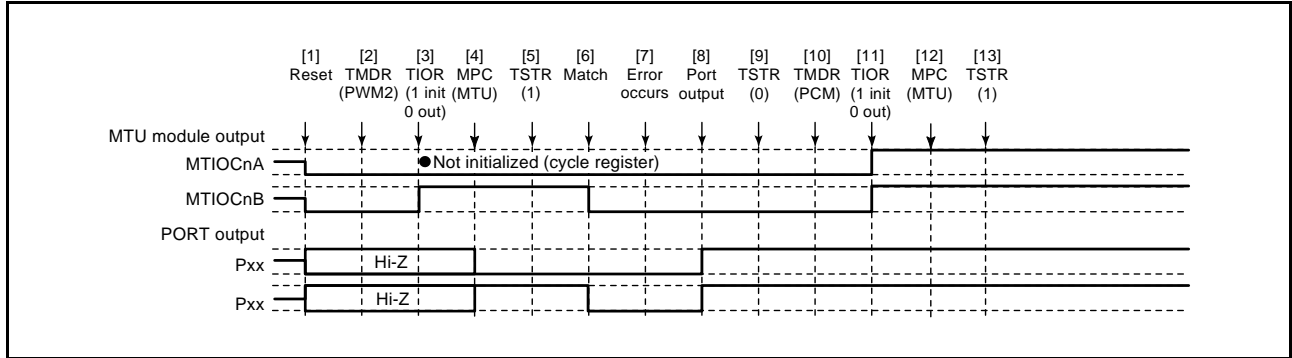 [1] [2] [3] [4] [5] [6] [7] [8] [9] [10] [11] [12] [13]
Reset TMDR TIOR MPC TSTR Match Error Port TSTR TMDR TIOR MPC TSTR
(PWM2) (1 init (MTU) (1) occurs output (0) (PCM) (1 init (MTU) (1)
0 out) 0 out)
MTU module output
MTIOCnA ●Not initialized (cycle register)
MTIOCnB
PORT output
Pxx Hi-Z
Pxx Hi-Z